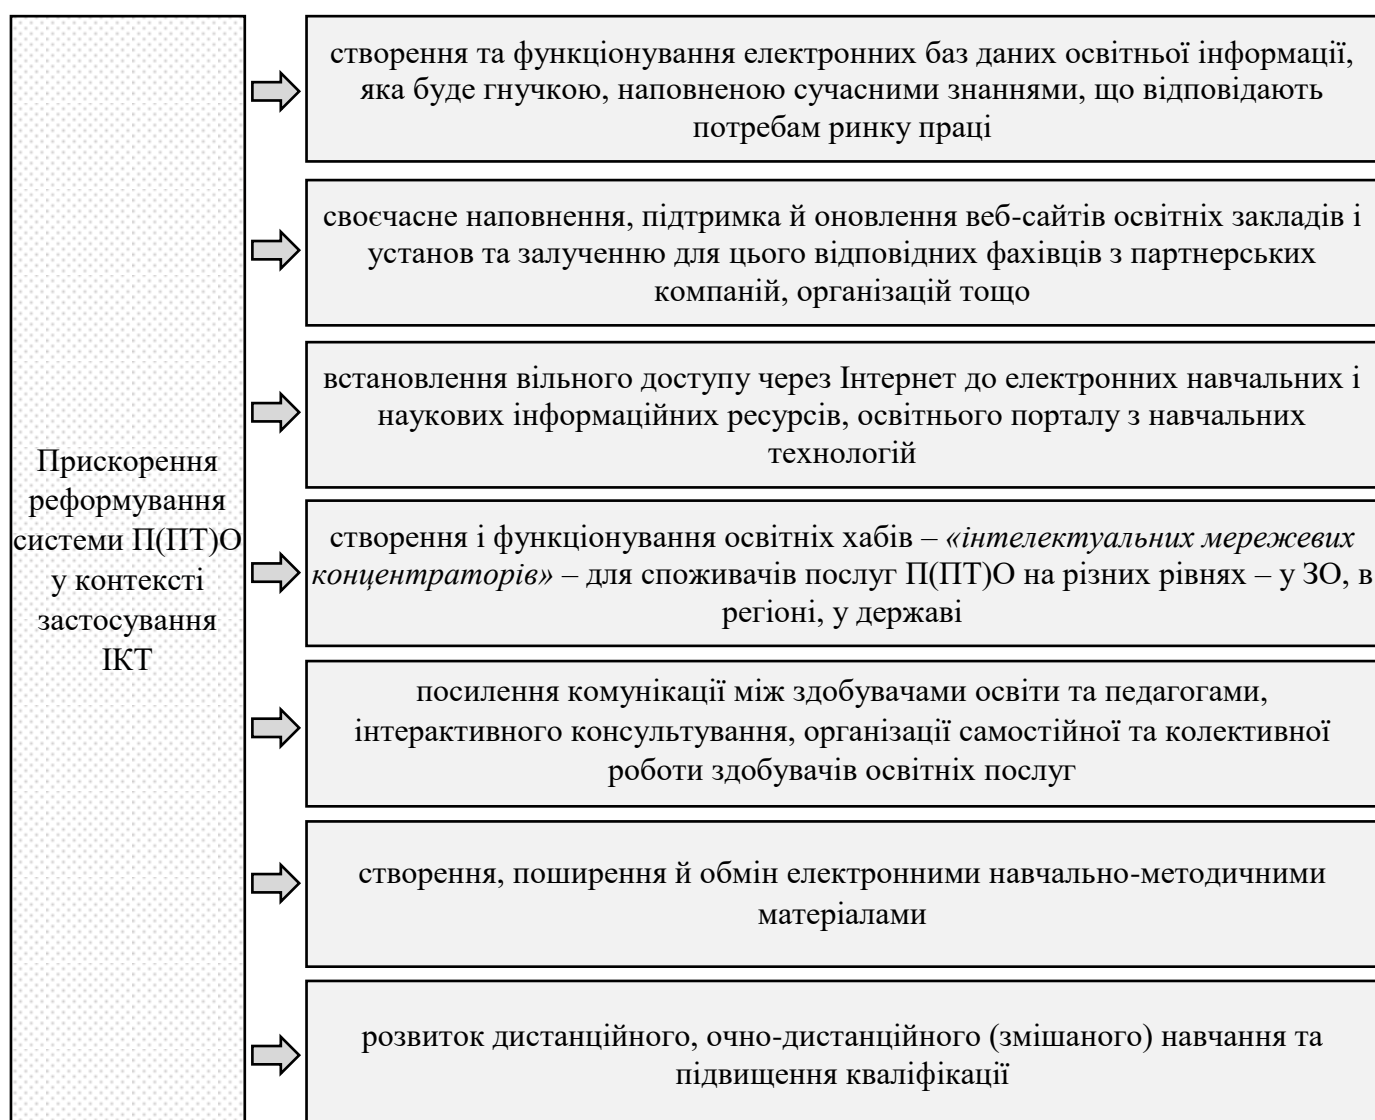 Прискорення
реформування
системи П(ПТ)О
у контексті
застосування
ІКТ
створення та функціонування електронних баз даних освітньої інформації,
яка буде гнучкою, наповненою сучасними знаннями, що відповідають
потребам ринку праці
своєчасне наповнення, підтримка й оновлення веб-сайтів освітніх закладів і
установ та залученню для цього відповідних фахівців з партнерських
компаній, організацій тощо
встановлення вільного доступу через Інтернет до електронних навчальних і
наукових інформаційних ресурсів, освітнього порталу з навчальних
технологій
створення і функціонування освітніх хабів – «інтелектуальних мережевих
концентраторів» – для споживачів послуг П(ПТ)О на різних рівнях – у ЗО, в
регіоні, у державі
посилення комунікації між здобувачами освіти та педагогами,
інтерактивного консультування, організації самостійної та колективної
роботи здобувачів освітніх послуг
створення, поширення й обмін електронними навчально-методичними
матеріалами
розвиток дистанційного, очно-дистанційного (змішаного) навчання та
підвищення кваліфікації